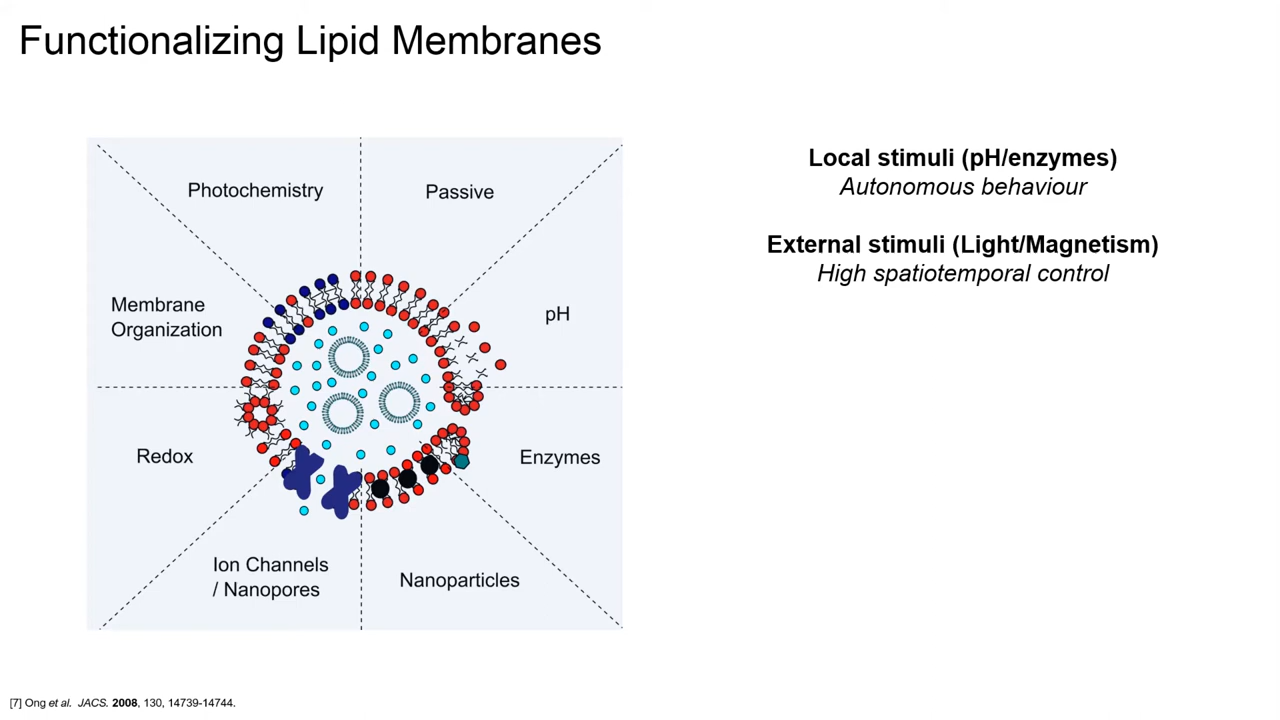 Functionalizing Lipid Membranes
Photochemistry
Passive
Membrane
Organization
pH
Redox
Enzymes
Ion Channels
/ Nanopores
Nanoparticles
Local stimuli (pH/enzymes)
Autonomous behaviour
External stimuli (Light/Magnetism)
High spatiotemporal control
[7] Ong et al. JACS. 2008, 130, 14739-14744.